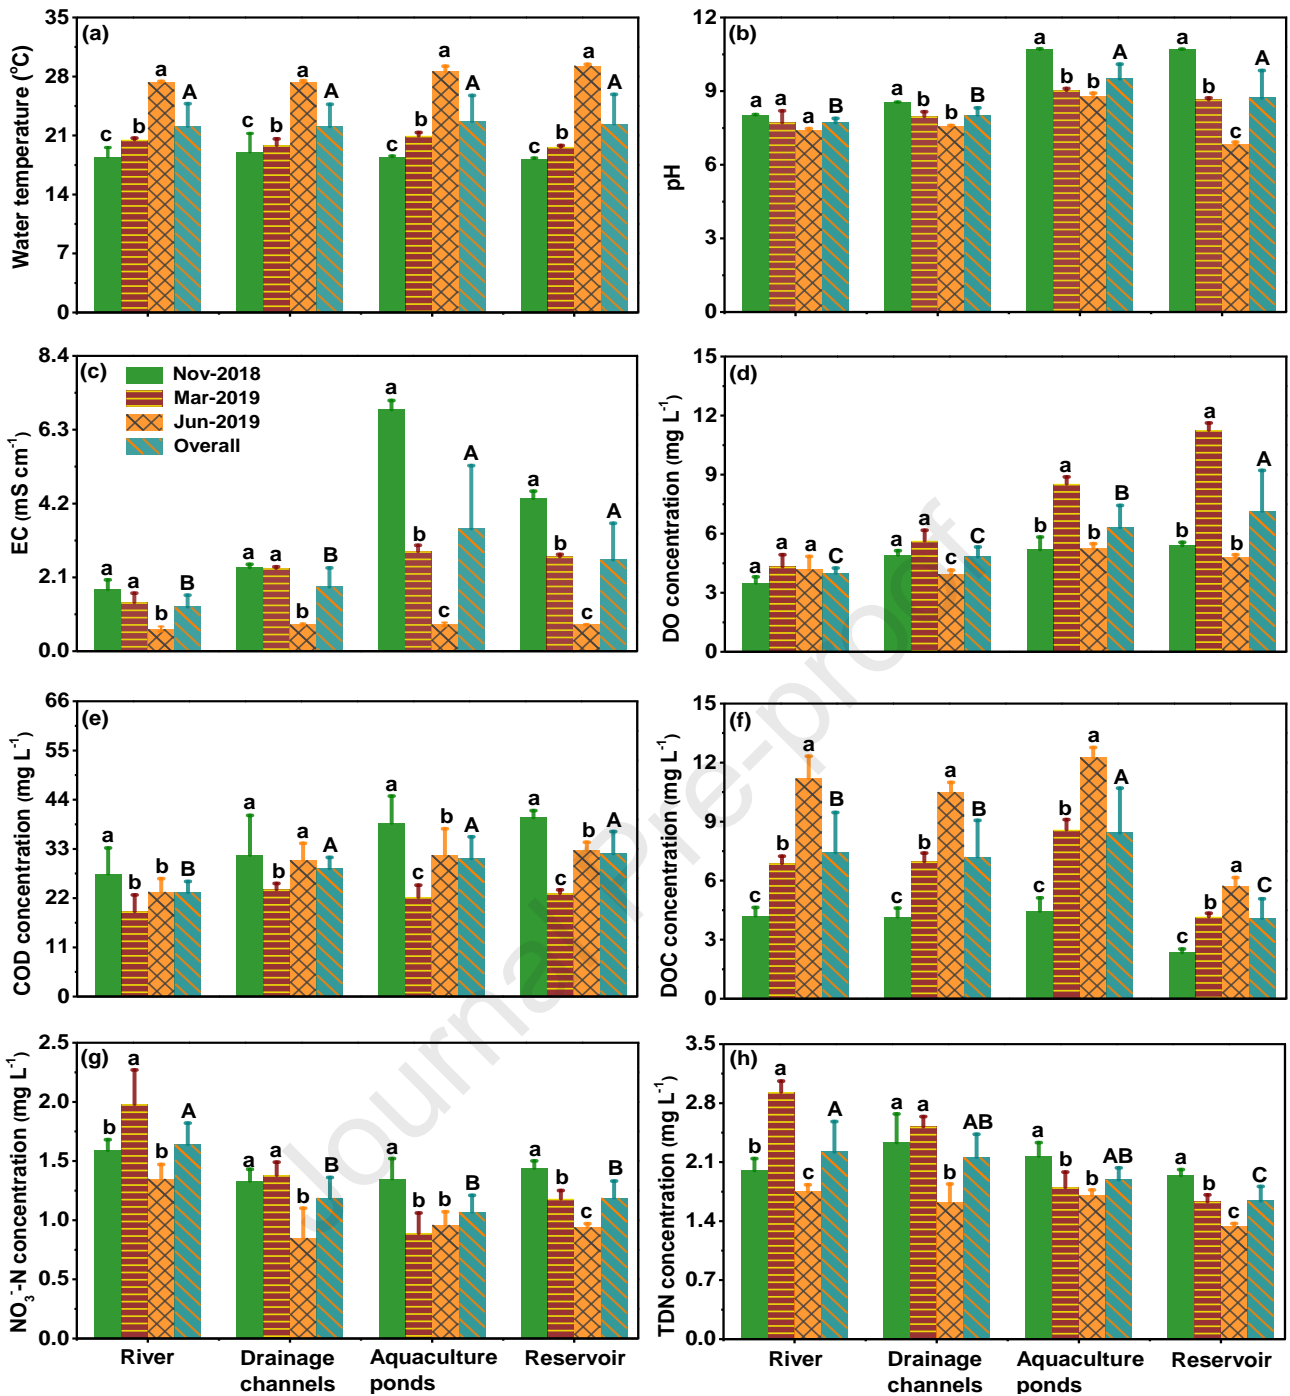 (a)
Water temperature (°C)
35
28
21
14
7
0
c b a A
c b a A
c b a A
c b a A
(b)
pH
12
9
6
3
0
a a a B
a b b B
a b b A
a b c A
(c)
Nov-2018
Mar-2019
Jun-2019
Overall
EC (mS cm⁻¹)
8.4
6.3
4.2
2.1
0.0
a a b B
a a b B
a b c A
a b c A
(d)
DO concentration (mg L⁻¹)
15
12
9
6
3
0
a a a C
a a c C
b a b B
b a b A
(e)
COD concentration (mg L⁻¹)
66
55
44
33
22
11
0
a b b B
a b a A
a c b A
a c b A
(f)
DOC concentration (mg L⁻¹)
15
12
9
6
3
0
c b a B
c b a B
c b a A
c b a C
(g)
NO₃⁻-N concentration (mg L⁻¹)
2.5
2.0
1.5
1.0
0.5
0.0
b a b A
a a b B
a b b B
a b c B
River
Drainage channels
Aquaculture ponds
Reservoir
(h)
TDN concentration (mg L⁻¹)
3.5
2.8
2.1
1.4
0.7
0.0
b a c A
a a b AB
a b b AB
a b c C
River
Drainage channels
Aquaculture ponds
Reservoir
Journal Pre-proof